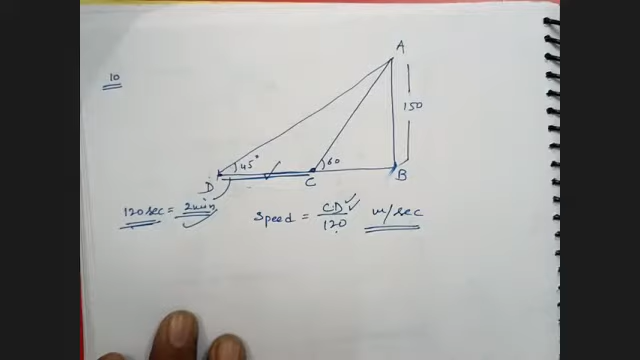 10
A
150
45°
60
D
C
B
120 sec = 2 min
Speed = CD/120 m/sec